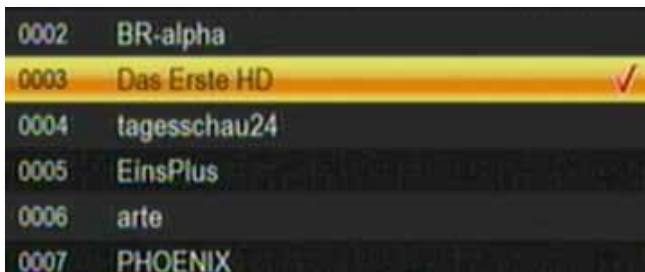 0002 BR-alpha
0003 Das Erste HD
0004 tagesschau24
0005 EinsPlus
0006 arte
0007 PHOENIX